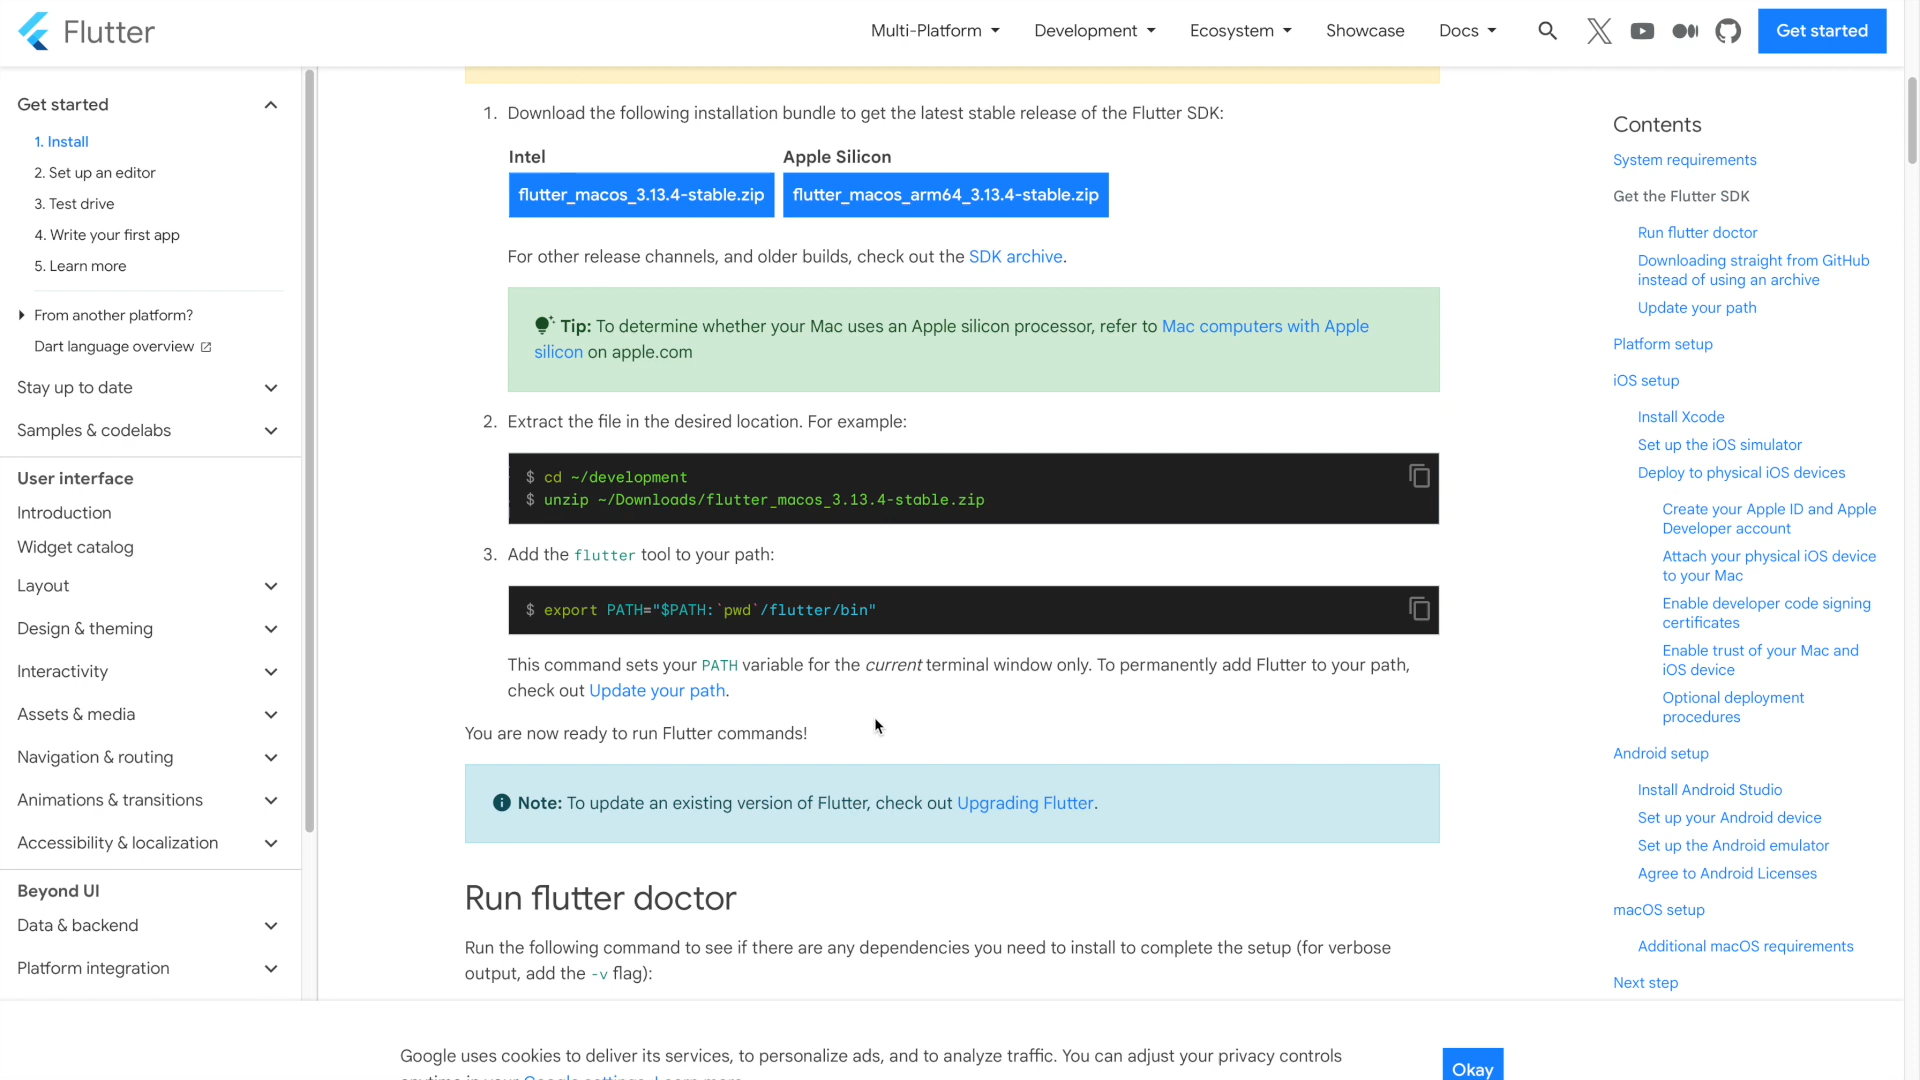 Flutter
Multi-Platform
Development
Ecosystem
Showcase
Docs
Get started
Get started
1. Install
2. Set up an editor
3. Test drive
4. Write your first app
5. Learn more
From another platform?
Dart language overview
Stay up to date
Samples & codelabs
User interface
Introduction
Widget catalog
Layout
Design & theming
Interactivity
Assets & media
Navigation & routing
Animations & transitions
Accessibility & localization
Beyond UI
Data & backend
Platform integration
1. Download the following installation bundle to get the latest stable release of the Flutter SDK:
Intel
Apple Silicon
flutter_macos_3.13.4-stable.zip
flutter_macos_arm64_3.13.4-stable.zip
For other release channels, and older builds, check out the SDK archive.
Tip: To determine whether your Mac uses an Apple silicon processor, refer to Mac computers with Apple
silicon on apple.com
2. Extract the file in the desired location. For example:
$ cd ~/development
$ unzip ~/Downloads/flutter_macos_3.13.4-stable.zip
3. Add the flutter tool to your path:
$ export PATH="$PATH:`pwd`/flutter/bin"
This command sets your PATH variable for the current terminal window only. To permanently add Flutter to your path,
check out Update your path.
You are now ready to run Flutter commands!
Note: To update an existing version of Flutter, check out Upgrading Flutter.
Run flutter doctor
Run the following command to see if there are any dependencies you need to install to complete the setup (for verbose
output, add the -v flag):
Contents
System requirements
Get the Flutter SDK
Run flutter doctor
Downloading straight from GitHub
instead of using an archive
Update your path
Platform setup
iOS setup
Install Xcode
Set up the iOS simulator
Deploy to physical iOS devices
Create your Apple ID and Apple
Developer account
Attach your physical iOS device
to your Mac
Enable developer code signing
certificates
Enable trust of your Mac and
iOS device
Optional deployment
procedures
Android setup
Install Android Studio
Set up your Android device
Set up the Android emulator
Agree to Android Licenses
macOS setup
Additional macOS requirements
Next step
Google uses cookies to deliver its services, to personalize ads, and to analyze traffic. You can adjust your privacy controls
anytime in your Google settings. Learn more.
Okay